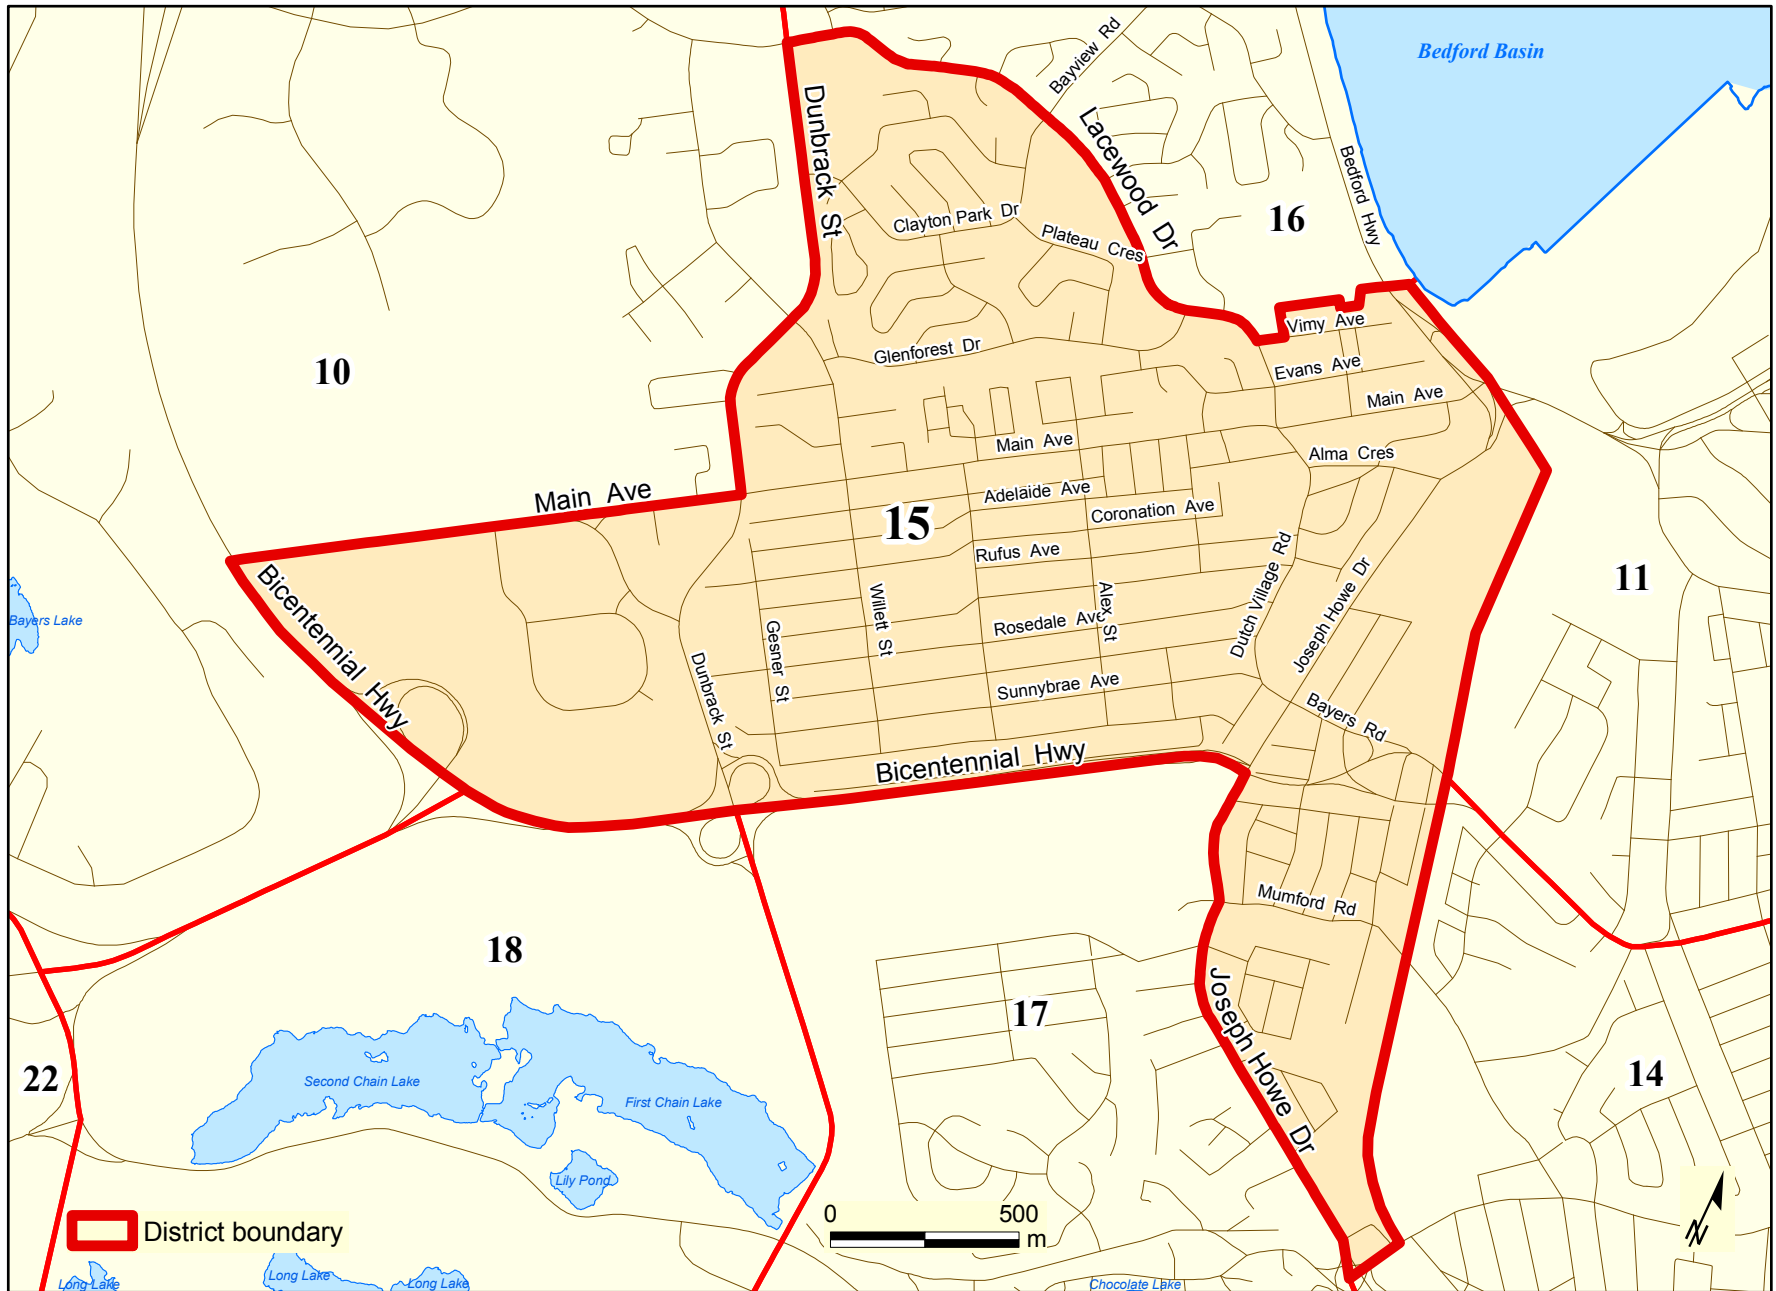 Bedford Basin
Bayview Rd
Dunbrack St
Lacewood Dr
Bedford Hwy
Clayton Park Dr
Plateau Cres
16
Vimy Ave
Glenforest Dr
Evans Ave
10
Main Ave
Main Ave
Alma Cres
Main Ave
Adelaide Ave
Coronation Ave
15
Rufus Ave
Bicentennial Hwy
Willett St
Alex St
Dutch Village Rd
Joseph Howe Dr
11
Bayers Lake
Gesner St
Rosedale Ave
Dunbrack St
Sunnybrae Ave
Bayers Rd
Bicentennial Hwy
Mumford Rd
18
17
Joseph Howe Dr
22
Second Chain Lake
First Chain Lake
14
Lily Pond
0 500
m
N
District boundary
Long Lake
Long Lake
Long Lake
Chocolate Lake